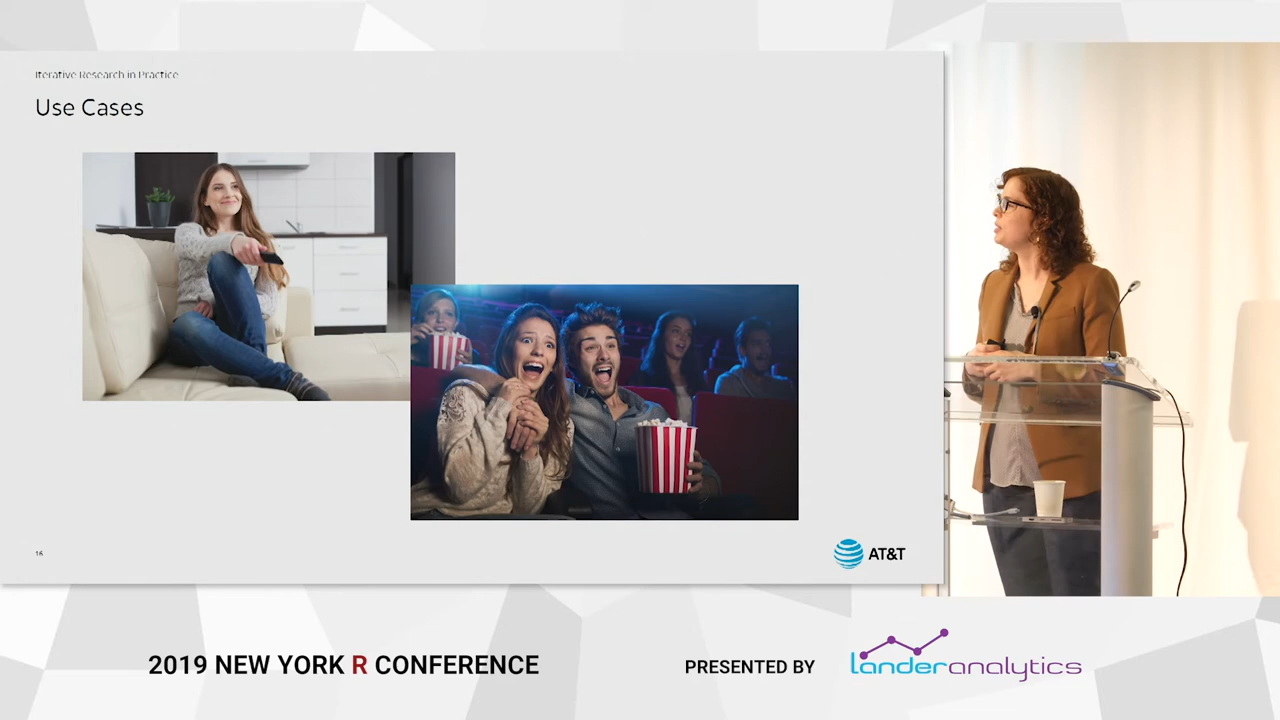 Iterative Research in Practice
Use Cases
16
AT&T
2019 NEW YORK R CONFERENCE
PRESENTED BY
landeranalytics